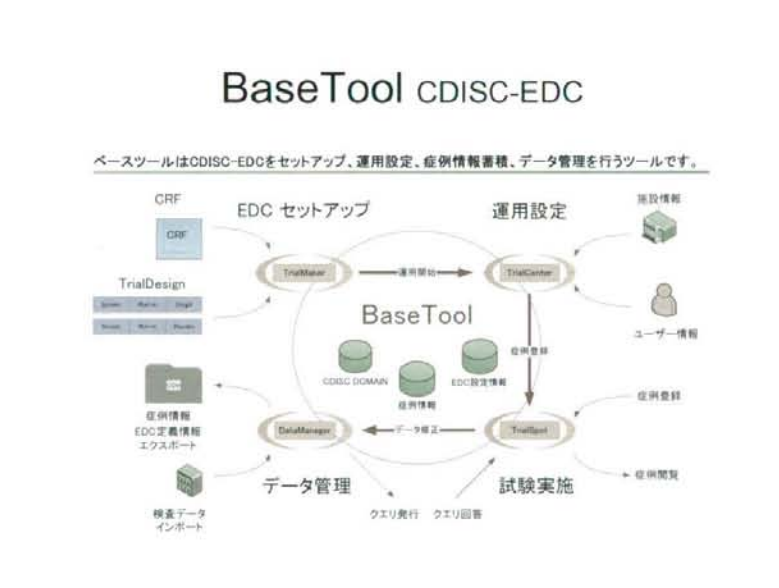 BaseTool CDISC-EDC
ベースツールはCDISC-EDCをセットアップ、運用設定、症例情報蓄積、データ管理を行うツールです。
CRF
EDC セットアップ
運用設定
施設情報
CRF
TrialMaker
運用開始
TrialCenter
TrialDesign
BaseTool
ユーザー情報
症例登録
CDISC DOMAIN
症例情報
EDC設定情報
症例登録
症例情報
EDC定義情報
エクスポート
DataManager
データ修正
TrialSpot
症例閲覧
データ管理
試験実施
検査データ
インポート
クエリ発行
クエリ回答